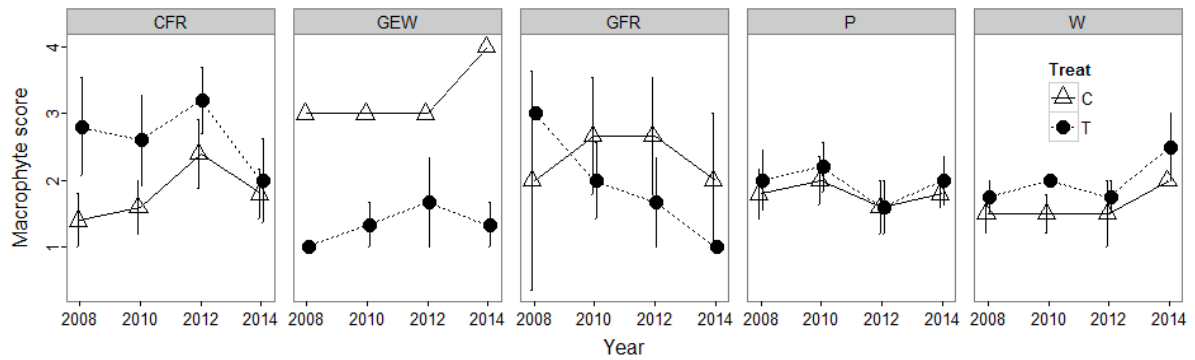 CFR GEW GFR P W
Macrophyte score
4
3
2
1
Treat
C
T
2008 2010 2012 2014 2008 2010 2012 2014 2008 2010 2012 2014 2008 2010 2012 2014 2008 2010 2012 2014
Year